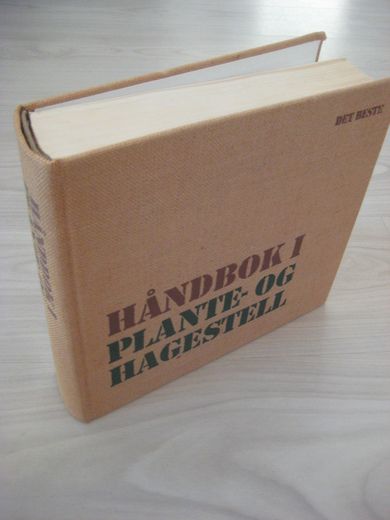 DET BESTE
HÅNDBOK I
PLANTE- OG
HAGESTELL